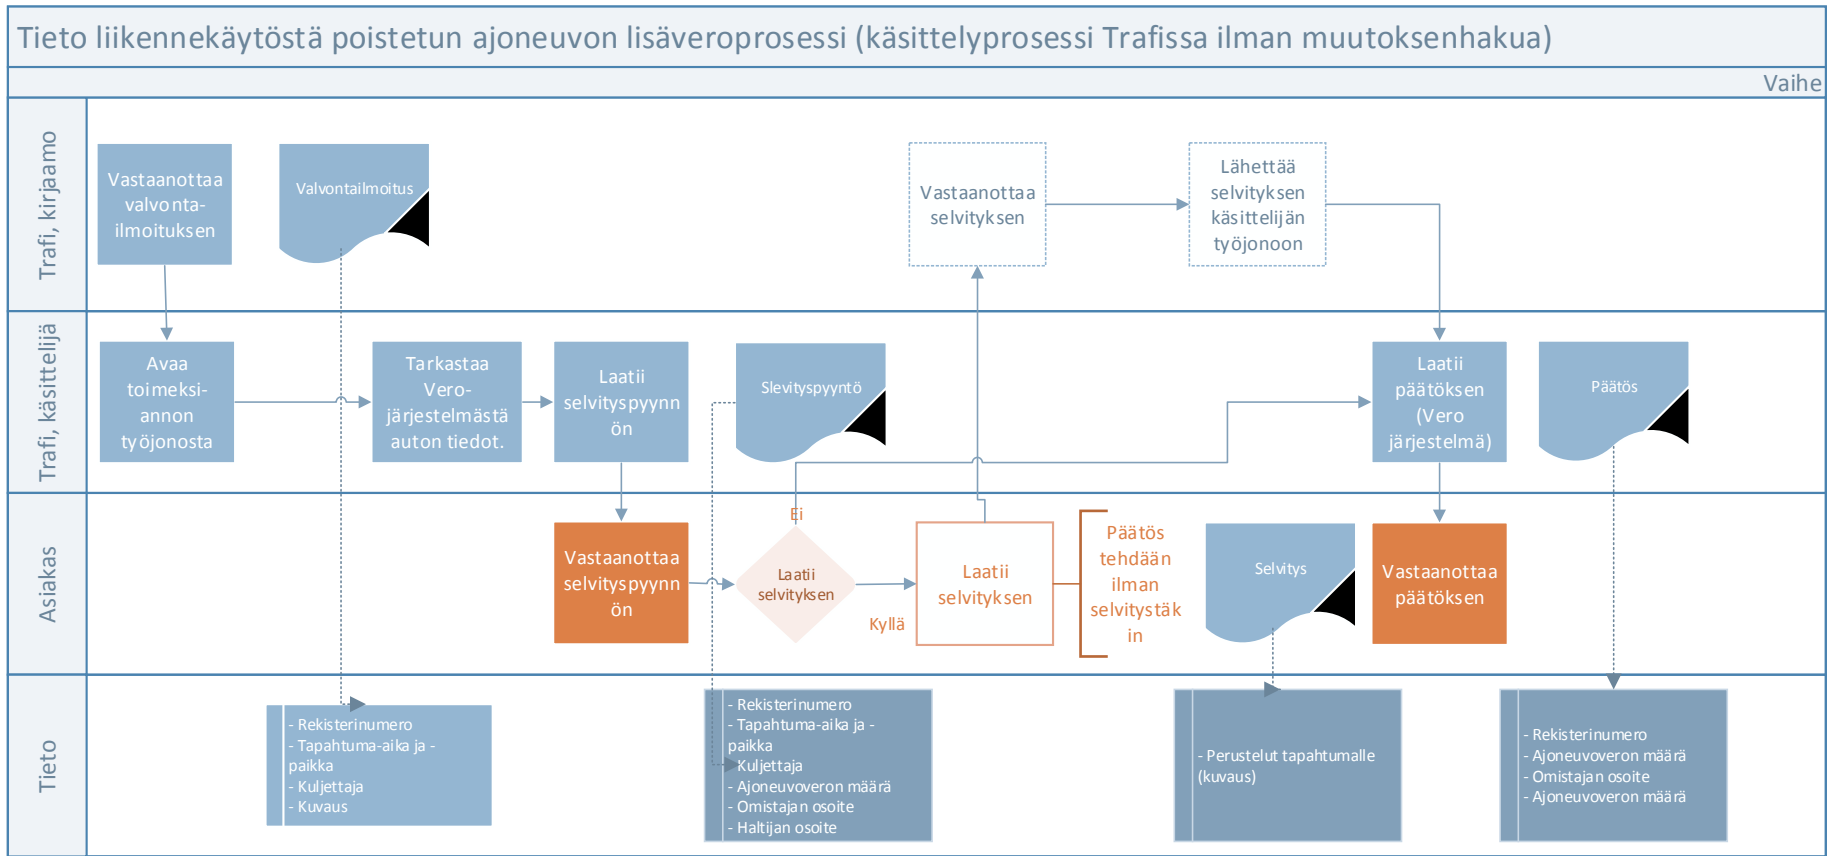 Tieto liikennekäytöstä poistetun ajoneuvon lisäveroprosessi (käsittelyprosessi Trafissa ilman muutoksenhakua)
Vaihe
Trafi, kirjaamo
Vastaanottaa
valvonta-
ilmoituksen
Valvontailmoitus
Vastaanottaa
selvityksen
Lähettää
selvityksen
käsittelijän
työjonoon
Trafi, käsittelijä
Avaa
toimeksi-
annon
työjonosta
Tarkastaa
Vero-
järjestelmästä
auton tiedot.
Laatii
selvityspyynn
ön
Slevityspyyntö
Laatii
päätöksen
(Vero
järjestelmä)
Päätös
Asiakas
Vastaanottaa
selvityspyynn
ön
Ei
Laatii
selvityksen
Kyllä
Laatii
selvityksen
Päätös
tehdään
ilman
selvitystäk
in
Selvitys
Vastaanottaa
päätöksen
Tieto
- Rekisterinumero
- Tapahtuma-aika ja -
paikka
- Kuljettaja
- Kuvaus
- Rekisterinumero
- Tapahtuma-aika ja -
paikka
- Kuljettaja
- Ajoneuvoveron määrä
- Omistajan osoite
- Haltijan osoite
- Perustelut tapahtumalle
(kuvaus)
- Rekisterinumero
- Ajoneuvoveron määrä
- Omistajan osoite
- Ajoneuvoveron määrä